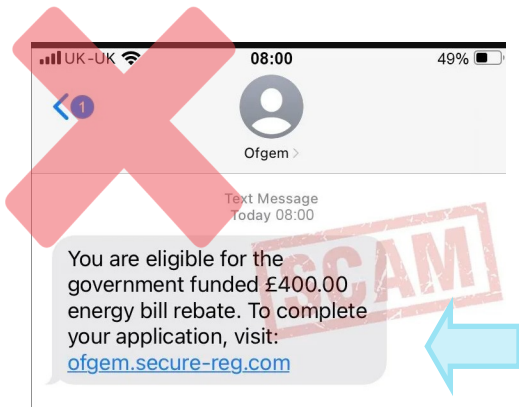 UK-UK 08:00 49%
1
Ofgem
Text Message
Today 08:00
SCAM
You are eligible for the
government funded £400.00
energy bill rebate. To complete
your application, visit:
ofgem.secure-reg.com